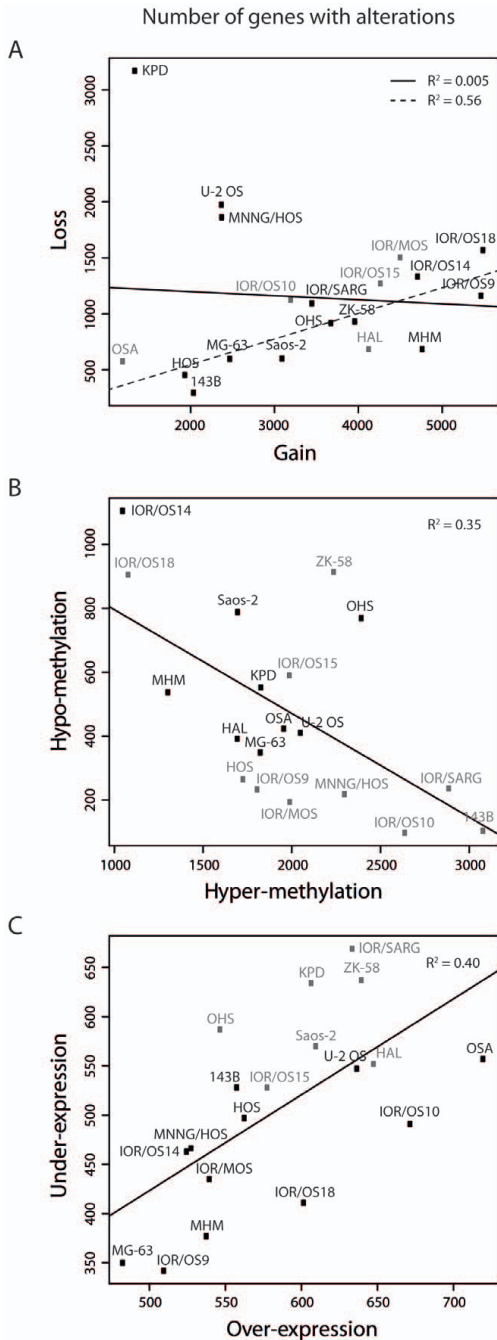 Number of genes with alterations
A
KPD
R² = 0.005
R² = 0.56
U-2 OS
MNNG/HOS
IOR/MOS
IOR/OS18
IOR/OS15
IOR/OS14
IOR/OS10
IOR/SARG
IOR/OS9
ZK-58
OHS
OSA
MG-63
Saos-2
HAL
MHM
HOS
143B
Loss
500
1000
1500
2000
2500
3000
2000
3000
4000
5000
Gain
B
IOR/OS14
R² = 0.35
IOR/OS18
ZK-58
Saos-2
OHS
IOR/OS15
MHM
KPD
OSA
U-2 OS
HAL
MG-63
HOS
IOR/OS9
MNNG/HOS
IOR/SARG
IOR/MOS
IOR/OS10
143B
Hypo-methylation
200
400
600
800
1000
1000
1500
2000
2500
3000
Hyper-methylation
C
IOR/SARG
R² = 0.40
KPD
ZK-58
OHS
Saos-2
U-2 OS
HAL
OSA
143B
IOR/OS15
HOS
IOR/OS10
MNNG/HOS
IOR/OS14
IOR/MOS
IOR/OS18
MHM
MG-63
IOR/OS9
Under-expression
350
400
450
500
550
600
650
500
550
600
650
700
Over-expression